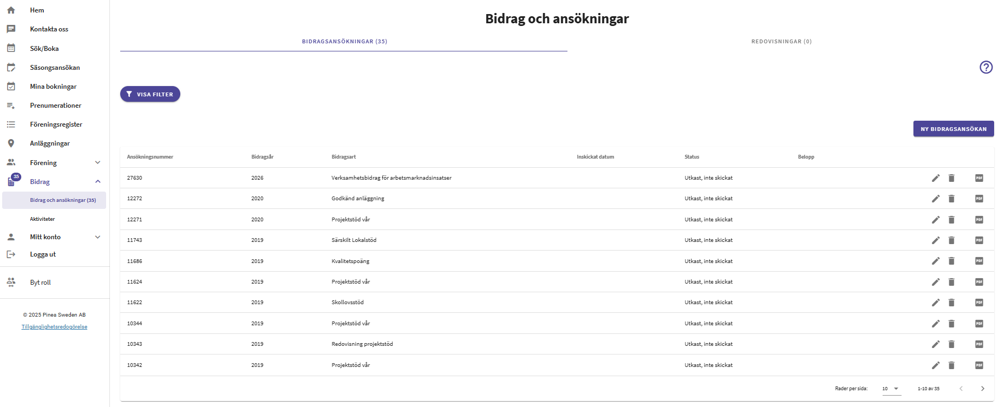 Hem
Kontakta oss
Sök/Boka
Säsongsansökan
Mina bokningar
Prenumerationer
Föreningsregister
Anläggningar
Förening
35
Bidrag
Bidrag och ansökningar (35)
Aktiviteter
Mitt konto
Logga ut
Byt roll
© 2025 Pinea Sweden AB
Tillgänglighetsredogörelse
Bidrag och ansökningar
BIDRAGSANSÖKNINGAR (35) REDOVISNINGAR (0)
VISA FILTER
NY BIDRAGSANSÖKAN
Ansökningsnummer Bidragsår Bidragsart Inskickat datum Status Belopp
27630 2026 Verksamhetsbidrag för arbetsmarknadsinsatser Utkast, inte skickat PDF
12272 2020 Godkänd anläggning Utkast, inte skickat PDF
12271 2020 Projektstöd vår Utkast, inte skickat PDF
11743 2019 Särskilt Lokalstöd Utkast, inte skickat PDF
11686 2019 Kvalitetspoäng Utkast, inte skickat PDF
11624 2019 Projektstöd vår Utkast, inte skickat PDF
11622 2019 Skollovsstöd Utkast, inte skickat PDF
10344 2019 Projektstöd vår Utkast, inte skickat PDF
10343 2019 Redovisning projektstöd Utkast, inte skickat PDF
10342 2019 Projektstöd vår Utkast, inte skickat PDF
Rader per sida: 10 1-10 av 35